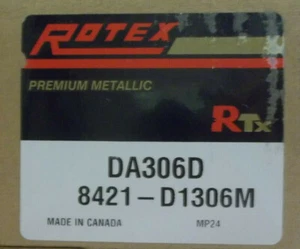 ROTEX
PREMIUM METALLIC
RTx
DA306D
8421-D1306M
MADE IN CANADA MP24